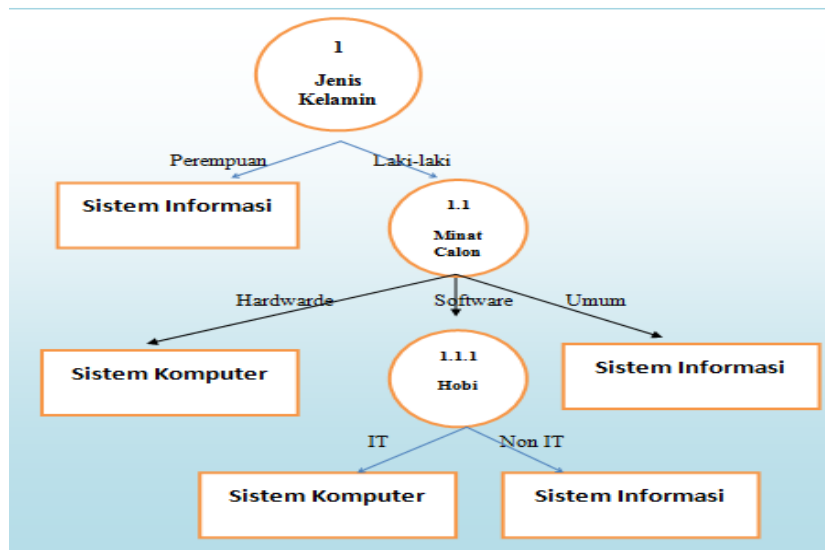 1
Jenis
Kelamin
Perempuan
Laki-laki
Sistem Informasi
1.1
Minat
Calon
Hardwarde
Software
Umum
Sistem Komputer
1.1.1
Hobi
Sistem Informasi
IT
Non IT
Sistem Komputer
Sistem Informasi